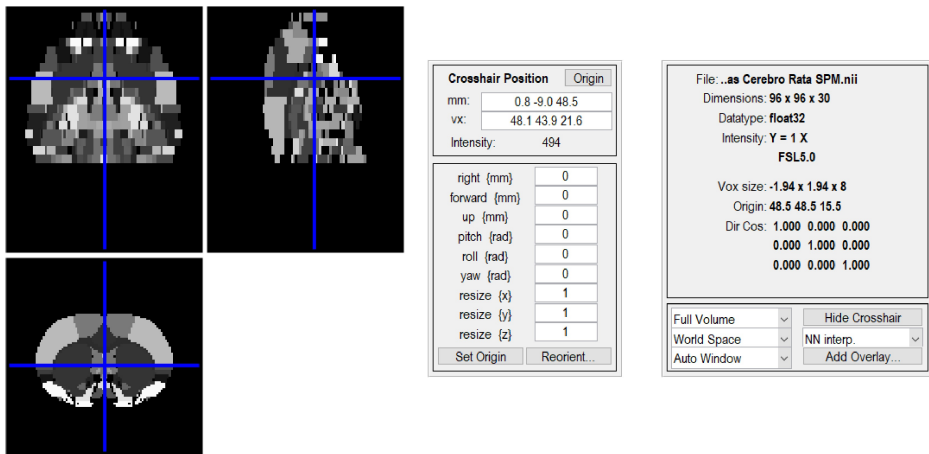 Crosshair Position Origin
mm: 0.8 -9.0 48.5
vx: 48.1 43.9 21.6
Intensity: 494
right {mm} 0
forward {mm} 0
up {mm} 0
pitch {rad} 0
roll {rad} 0
yaw {rad} 0
resize {x} 1
resize {y} 1
resize {z} 1
Set Origin Reorient...
File: ..as Cerebro Rata SPM.nii
Dimensions: 96 x 96 x 30
Datatype: float32
Intensity: Y = 1 X
FSL5.0
Vox size: -1.94 x 1.94 x 8
Origin: 48.5 48.5 15.5
Dir Cos: 1.000 0.000 0.000
0.000 1.000 0.000
0.000 0.000 1.000
Full Volume Hide Crosshair
World Space NN interp.
Auto Window Add Overlay...